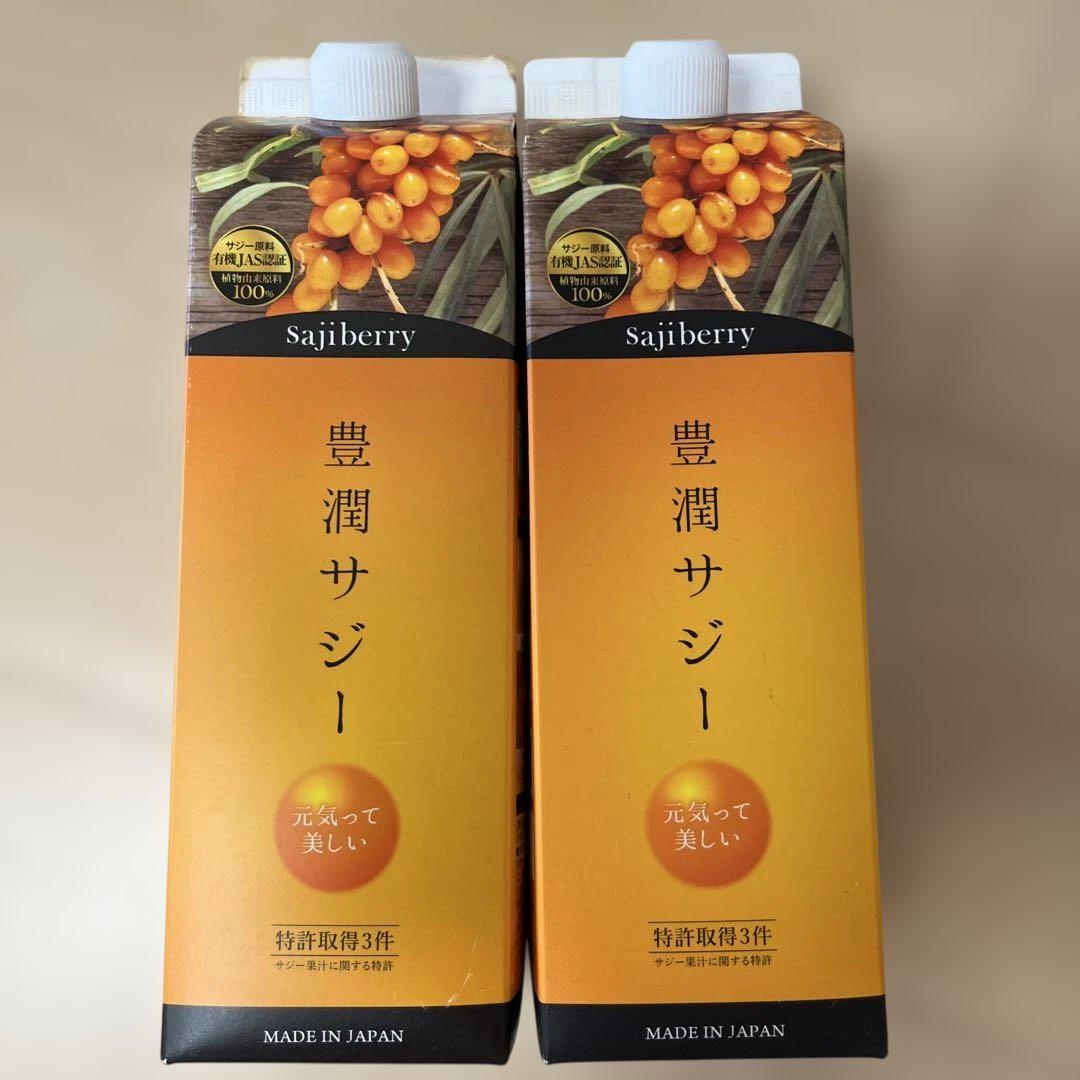 サジー原料
有機JAS認証
植物由来原料
100%
sajiberry
豊潤サジー
元気って
美しい
特許取得3件
サジー果汁に関する特許
MADE IN JAPAN
サジー原料
有機JAS認証
植物由来原料
100%
sajiberry
豊潤サジー
元気って
美しい
特許取得3件
サジー果汁に関する特許
MADE IN JAPAN